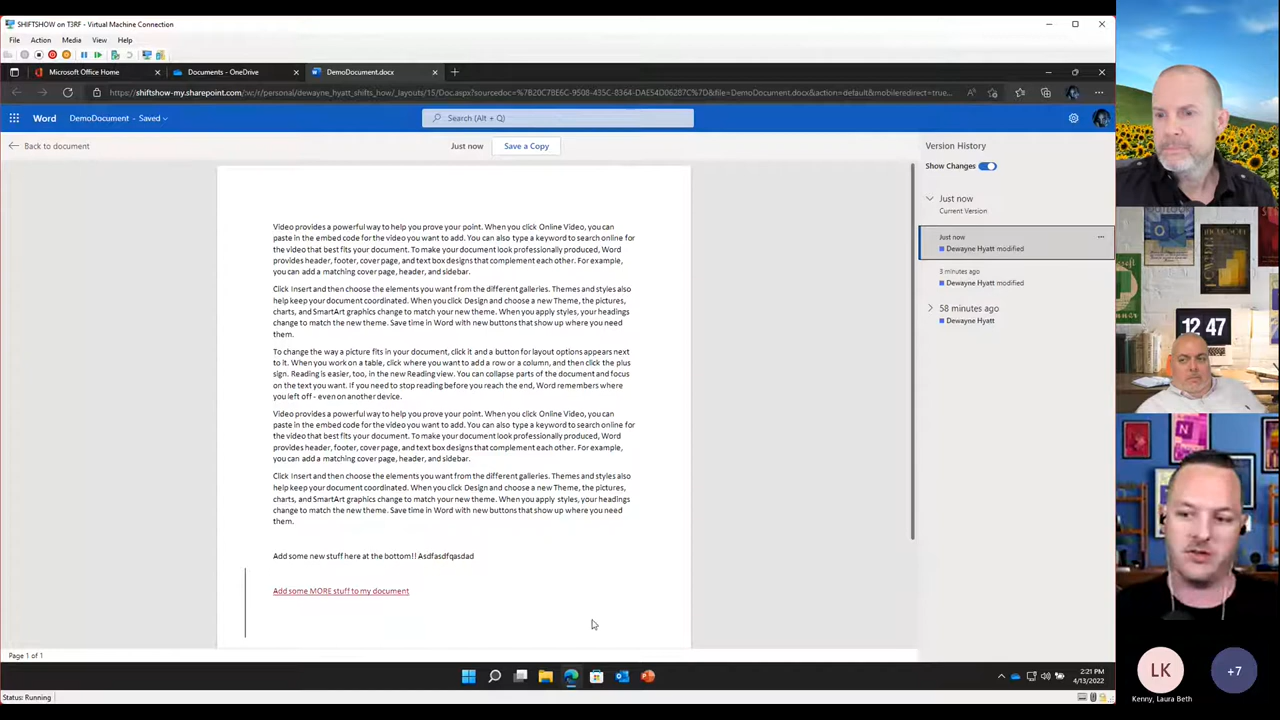 SHIFTSHOW on T3RF - Virtual Machine Connection
File Action Media View Help
Microsoft Office Home
Documents - OneDrive
DemoDocument.docx
Word DemoDocument - Saved
Search (Alt + Q)
Back to document
Just now
Save a Copy
Video provides a powerful way to help you prove your point. When you click Online Video, you can
paste in the embed code for the video you want to add. You can also type a keyword to search online for
the video that best fits your document. To make your document look professionally produced, Word
provides header, footer, cover page, and text box designs that complement each other. For example,
you can add a matching cover page, header, and sidebar.
Click Insert and then choose the elements you want from the different galleries. Themes and styles also
help keep your document coordinated. When you click Design and choose a new Theme, the pictures,
charts, and SmartArt graphics change to match your new theme. When you apply styles, your headings
change to match the new theme. Save time in Word with new buttons that show up where you need
them.
To change the way a picture fits in your document, click it and a button for layout options appears next
to it. When you work on a table, click where you want to add a row or a column, and then click the plus
sign. Reading is easier, too, in the new Reading view. You can collapse parts of the document and focus
on the text you want. If you need to stop reading before you reach the end, Word remembers where
you left off - even on another device.
Video provides a powerful way to help you prove your point. When you click Online Video, you can
paste in the embed code for the video you want to add. You can also type a keyword to search online for
the video that best fits your document. To make your document look professionally produced, Word
provides header, footer, cover page, and text box designs that complement each other. For example,
you can add a matching cover page, header, and sidebar.
Click Insert and then choose the elements you want from the different galleries. Themes and styles also
help keep your document coordinated. When you click Design and choose a new Theme, the pictures,
charts, and SmartArt graphics change to match your new theme. When you apply styles, your headings
change to match the new theme. Save time in Word with new buttons that show up where you need
them.
Add some new stuff here at the bottom!! Asdfasdfqasdad
Add some MORE stuff to my document
Version History
Show Changes
Just now
Current Version
Just now
Dewayne Hyatt modified
3 minutes ago
Dewayne Hyatt modified
58 minutes ago
Dewayne Hyatt
12 47
LK
+7
Kenny, Laura Beth
Page 1 of 1
2:21 PM
4/13/2022
Status: Running